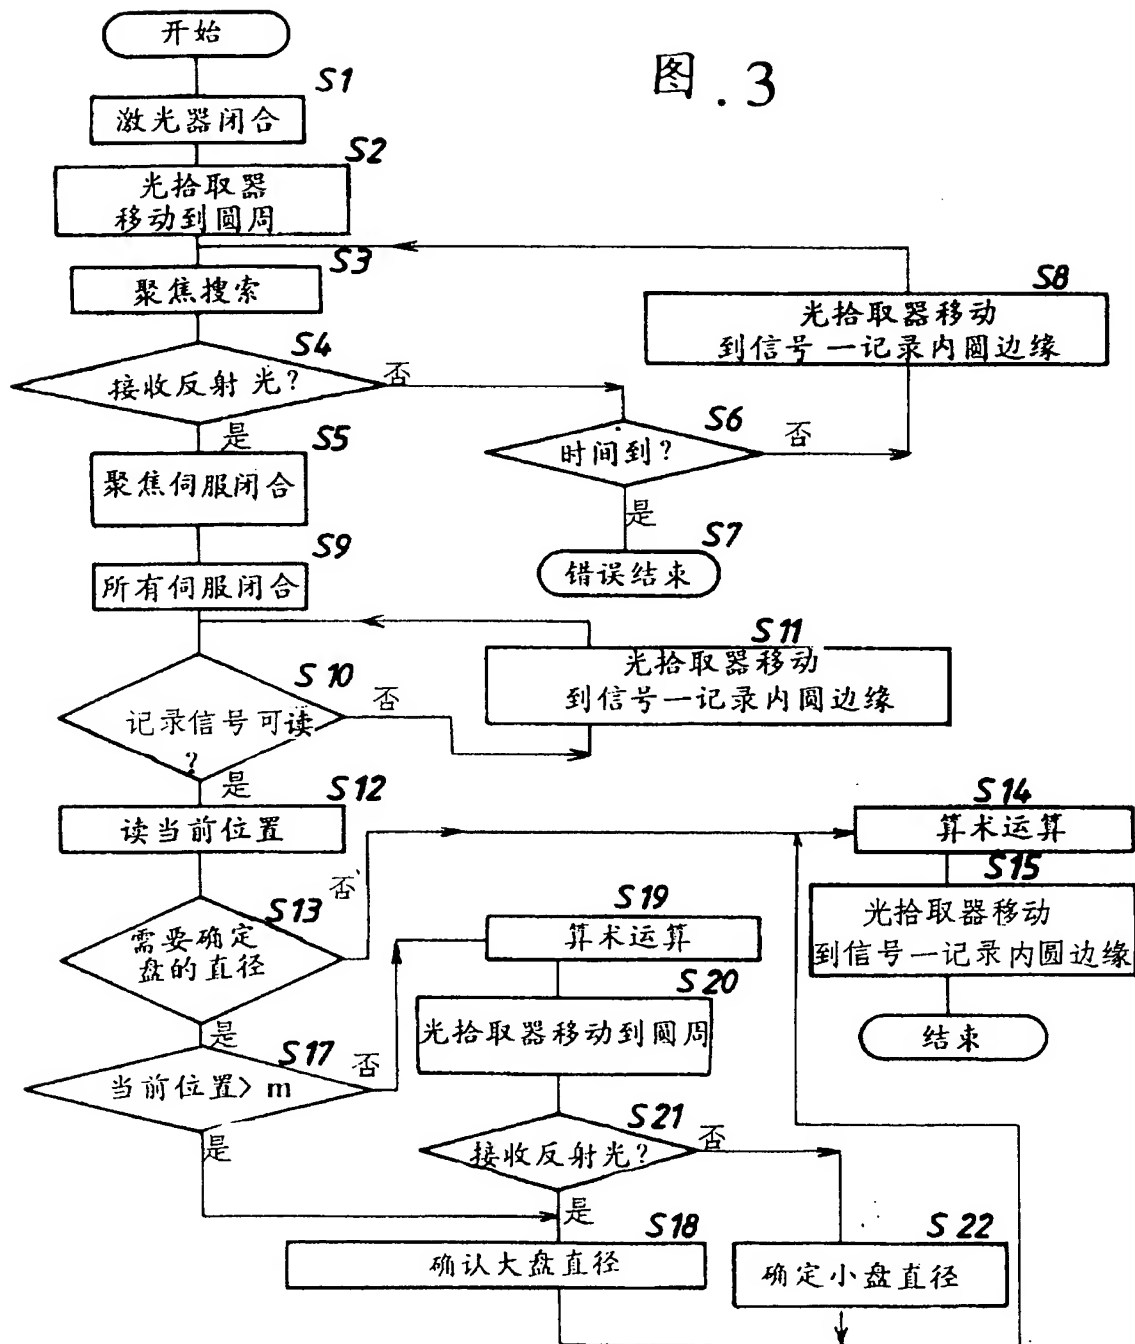 开始
图.3
S1
激光器闭合
S2
光拾取器
移动到圆周
S3
聚焦搜索
S8
光拾取器移动
到信号一记录内圆边缘
S4
接收反射光?
否
是
S5
聚焦伺服闭合
S6
时间到?
否
是
S7
错误结束
S9
所有伺服闭合
S11
光拾取器移动
到信号一记录内圆边缘
S10
记录信号可读
?
否
是
S12
读当前位置
S14
算术运算
S15
光拾取器移动
到信号一记录内圆边缘
结束
S13
需要确定
盘的直径
否
是
S19
算术运算
S20
光拾取器移动到圆周
S17
当前位置>m
否
是
S21
接收反射光?
否
是
S18
确认大盘直径
S22
确定小盘直径